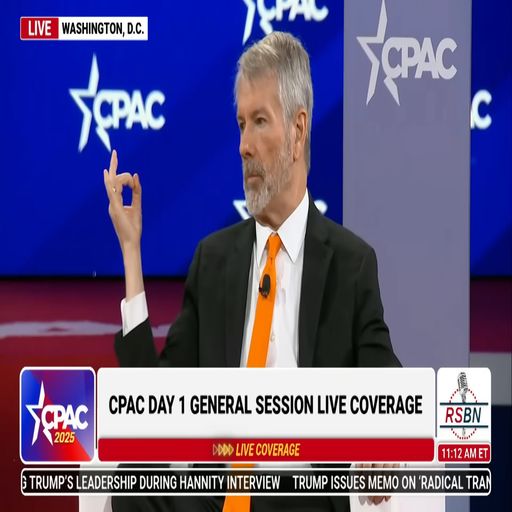 LIVE WASHINGTON, D.C.
CPAC
CPAC
CPAC
CPAC 2025
CPAC DAY 1 GENERAL SESSION LIVE COVERAGE
LIVE COVERAGE
RSBN
11:12 AM ET
G TRUMP'S LEADERSHIP DURING HANNITY INTERVIEW TRUMP ISSUES MEMO ON 'RADICAL TRAN